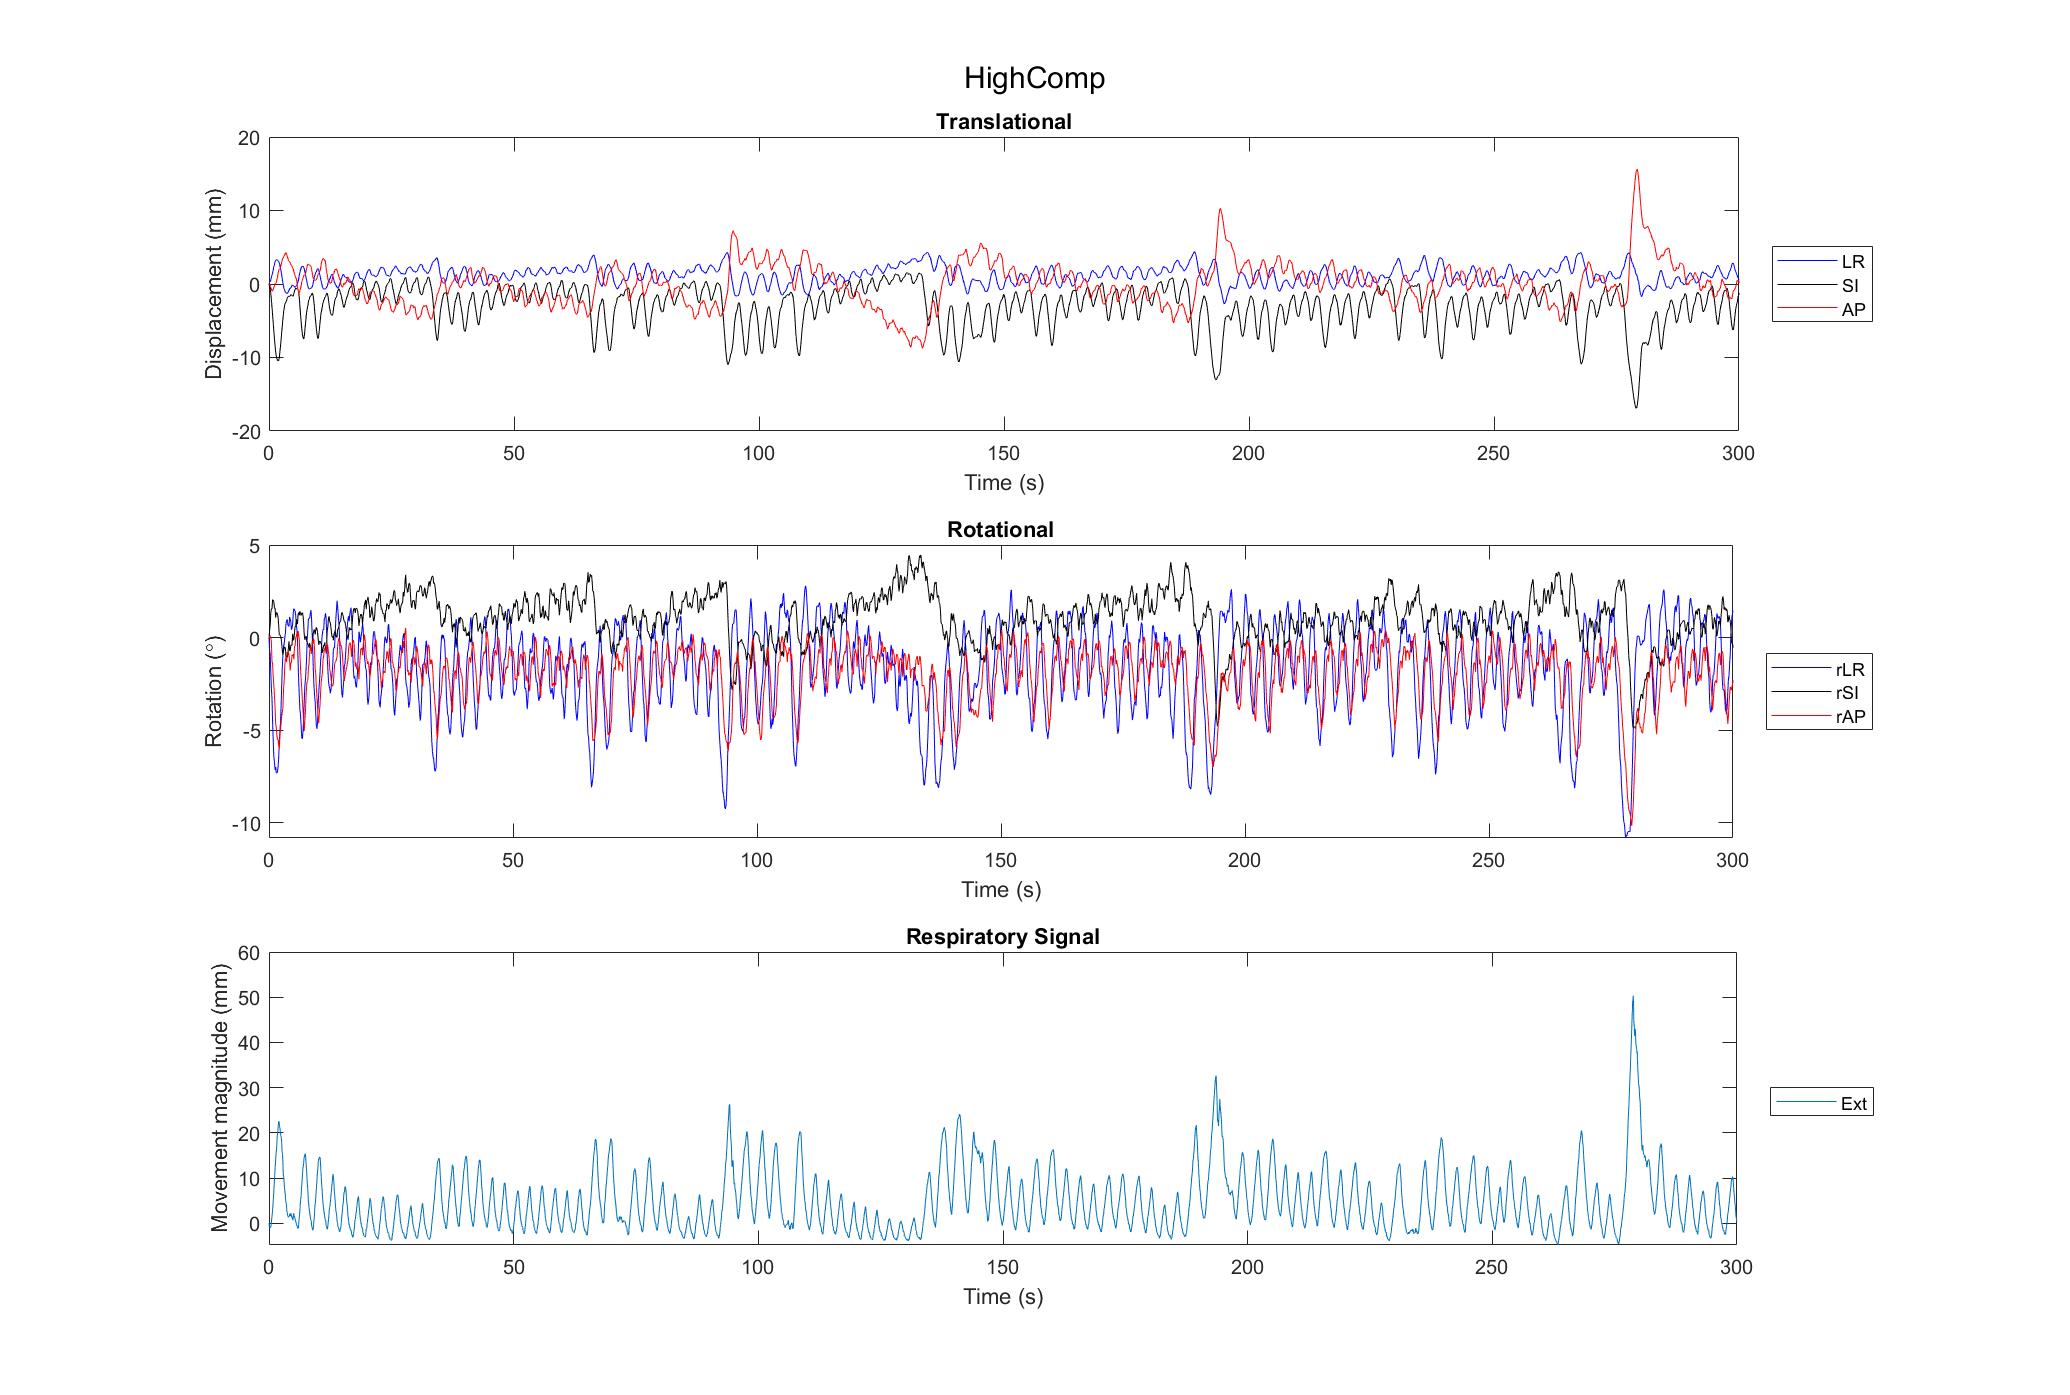 HighComp
Translational
20
10
0
-10
-20
Displacement (mm)
0 50 100 150 200 250 300
Time (s)
LR
SI
AP
Rotational
5
0
-5
-10
Rotation (°)
0 50 100 150 200 250 300
Time (s)
rLR
rSI
rAP
Respiratory Signal
60
50
40
30
20
10
0
Movement magnitude (mm)
0 50 100 150 200 250 300
Time (s)
Ext